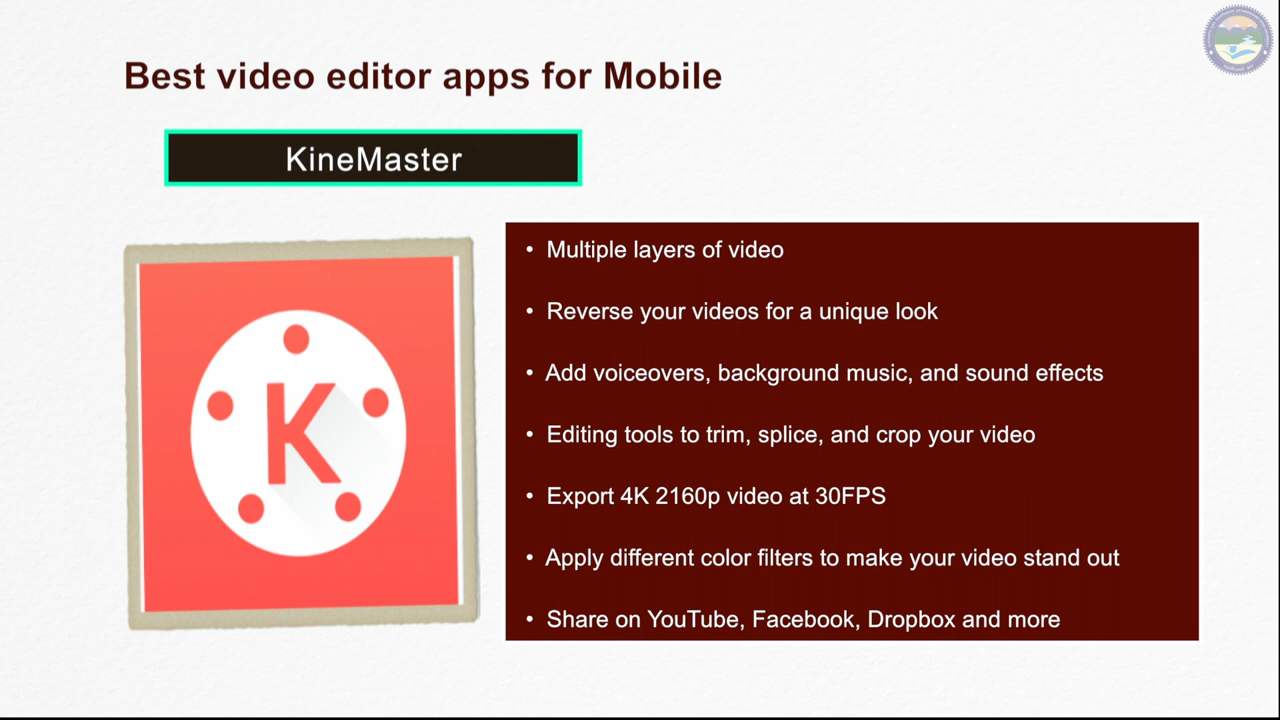 Best video editor apps for Mobile
KineMaster
K
• Multiple layers of video
• Reverse your videos for a unique look
• Add voiceovers, background music, and sound effects
• Editing tools to trim, splice, and crop your video
• Export 4K 2160p video at 30FPS
• Apply different color filters to make your video stand out
• Share on YouTube, Facebook, Dropbox and more